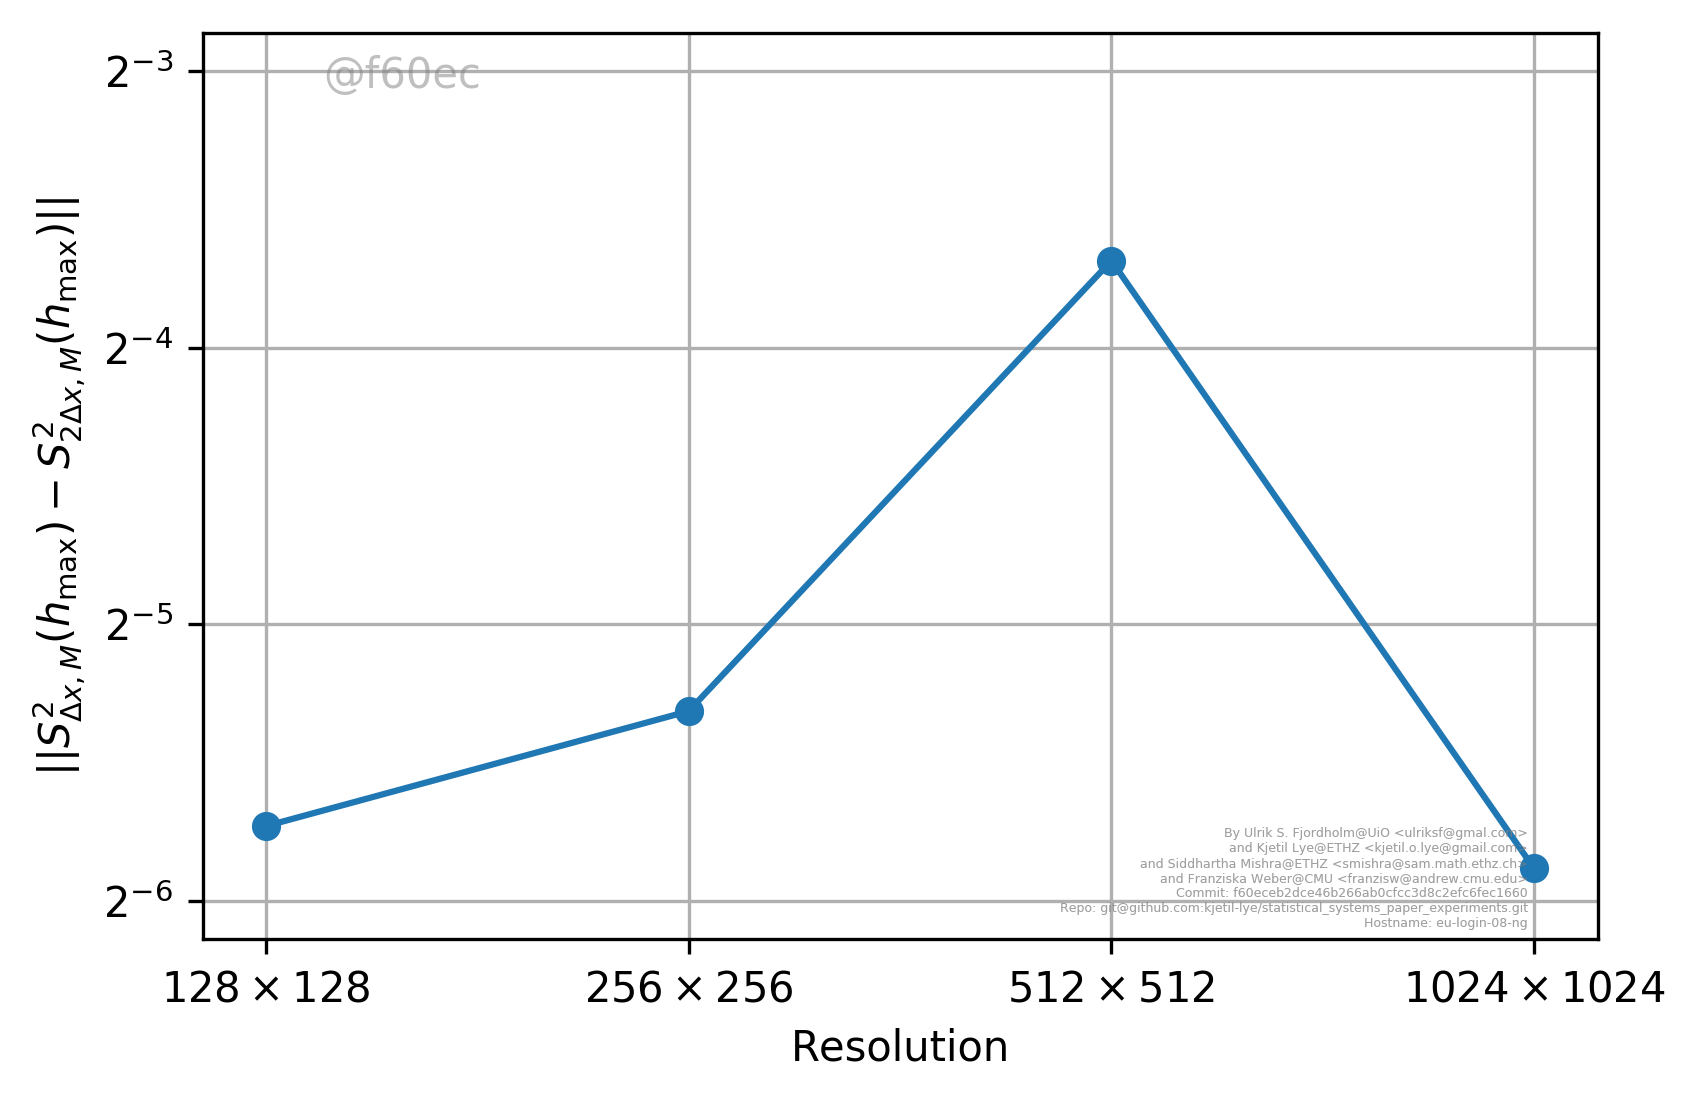 2⁻³
@f60ec
2⁻⁴
2⁻⁵
2⁻⁶
||S²_{Δx, M}(h_max) − S²_{2Δx, M}(h_max)||
By Ulrik S. Fjordholm@UiO <ulriksf@gmal.com>
and Kjetil Lye@ETHZ <kjetil.o.lye@gmail.com>
and Siddhartha Mishra@ETHZ <smishra@sam.math.ethz.ch>
and Franziska Weber@CMU <franzisw@andrew.cmu.edu>
Commit: f60eceb2dce46b266ab0cfcc3d8c2efc6fec1660
Repo: git@github.com:kjetil-lye/statistical_systems_paper_experiments.git
Hostname: eu-login-08-ng
128 × 128 256 × 256 512 × 512 1024 × 1024
Resolution